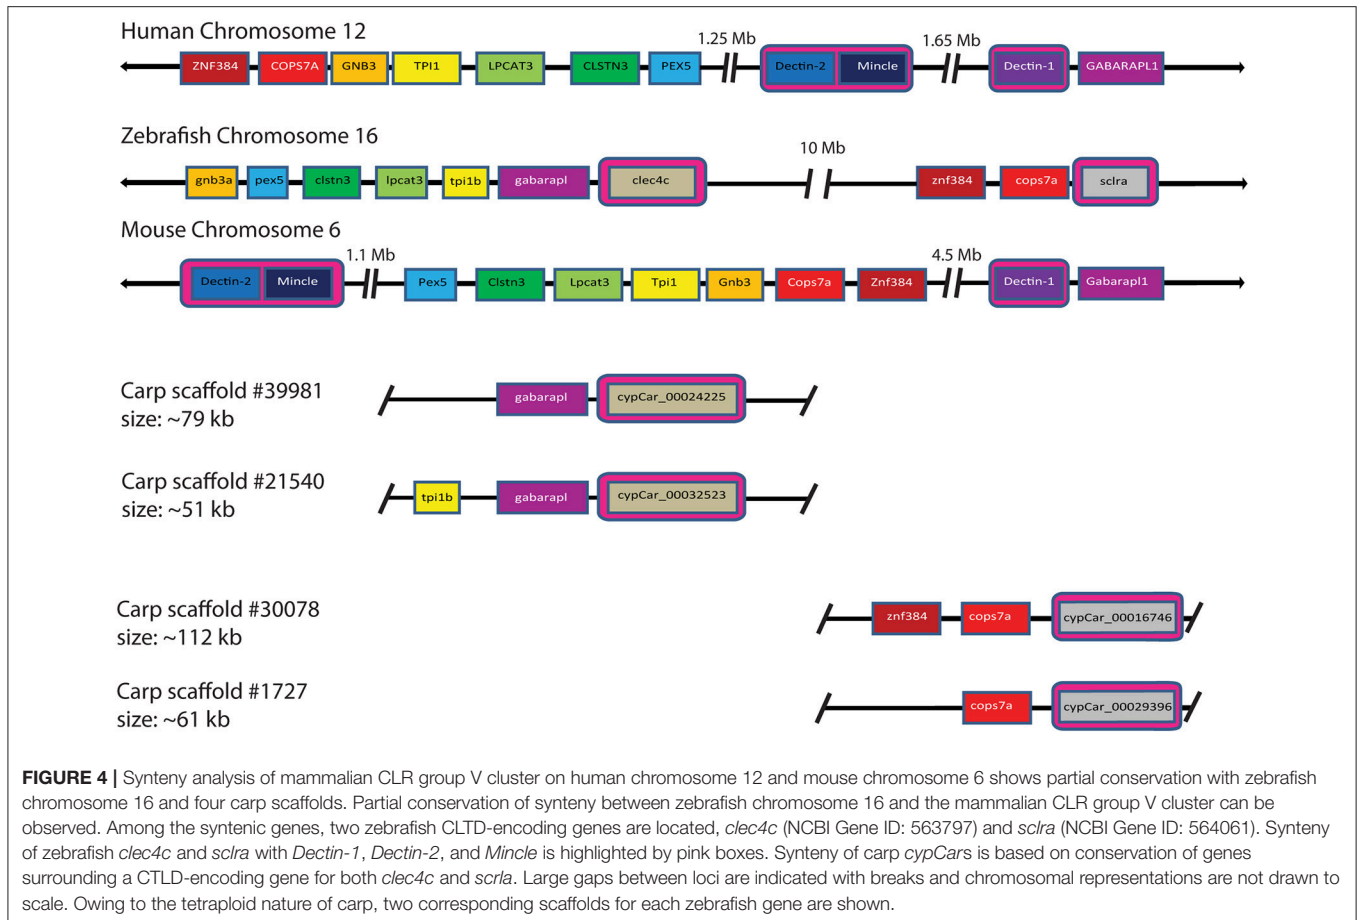 Human Chromosome 12
1.25 Mb
1.65 Mb
ZNF384 COPS7A GNB3 TPI1 LPCAT3 CLSTN3 PEX5 Dectin-2 Mincle Dectin-1 GABARAPL1
Zebrafish Chromosome 16
10 Mb
gnb3a pex5 clstn3 lpcat3 tpi1b gabarapl clec4c znf384 cops7a sclra
Mouse Chromosome 6
1.1 Mb
4.5 Mb
Dectin-2 Mincle Pex5 Clstn3 Lpcat3 Tpi1 Gnb3 Cops7a Znf384 Dectin-1 Gabarapl1
Carp scaffold #39981
size: ~79 kb
gabarapl cypCar_00024225
Carp scaffold #21540
size: ~51 kb
tpi1b gabarapl cypCar_00032523
Carp scaffold #30078
size: ~112 kb
znf384 cops7a cypCar_00016746
Carp scaffold #1727
size: ~61 kb
cops7a cypCar_00029396
FIGURE 4 | Synteny analysis of mammalian CLR group V cluster on human chromosome 12 and mouse chromosome 6 shows partial conservation with zebrafish
chromosome 16 and four carp scaffolds. Partial conservation of synteny between zebrafish chromosome 16 and the mammalian CLR group V cluster can be
observed. Among the syntenic genes, two zebrafish CLTD-encoding genes are located, clec4c (NCBI Gene ID: 563797) and sclra (NCBI Gene ID: 564061). Synteny
of zebrafish clec4c and sclra with Dectin-1, Dectin-2, and Mincle is highlighted by pink boxes. Synteny of carp cypCars is based on conservation of genes
surrounding a CTLD-encoding gene for both clec4c and scrla. Large gaps between loci are indicated with breaks and chromosomal representations are not drawn to
scale. Owing to the tetraploid nature of carp, two corresponding scaffolds for each zebrafish gene are shown.